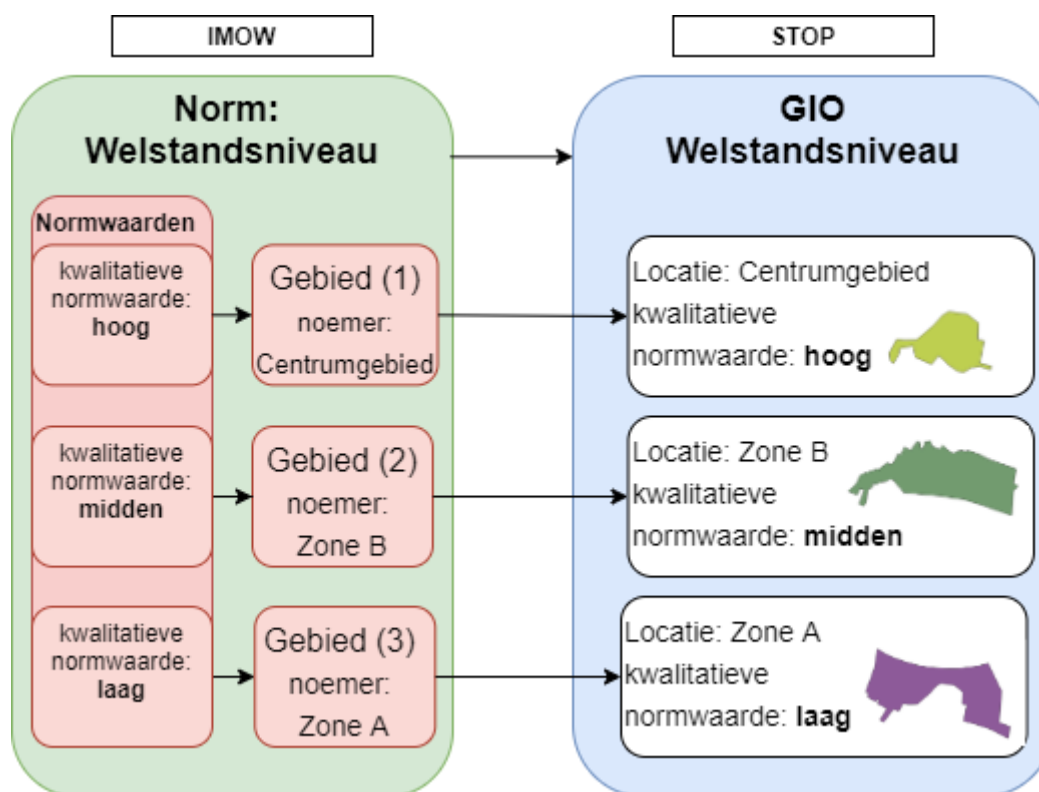 IMOW
STOP
Norm:
Welstandsniveau
GIO
Welstandsniveau
Normwaarden
kwalitatieve
normwaarde:
hoog
Gebied (1)
noemer:
Centrumgebied
Locatie: Centrumgebied
kwalitatieve
normwaarde: hoog
kwalitatieve
normwaarde:
midden
Gebied (2)
noemer:
Zone B
Locatie: Zone B
kwalitatieve
normwaarde: midden
kwalitatieve
normwaarde:
laag
Gebied (3)
noemer:
Zone A
Locatie: Zone A
kwalitatieve
normwaarde: laag